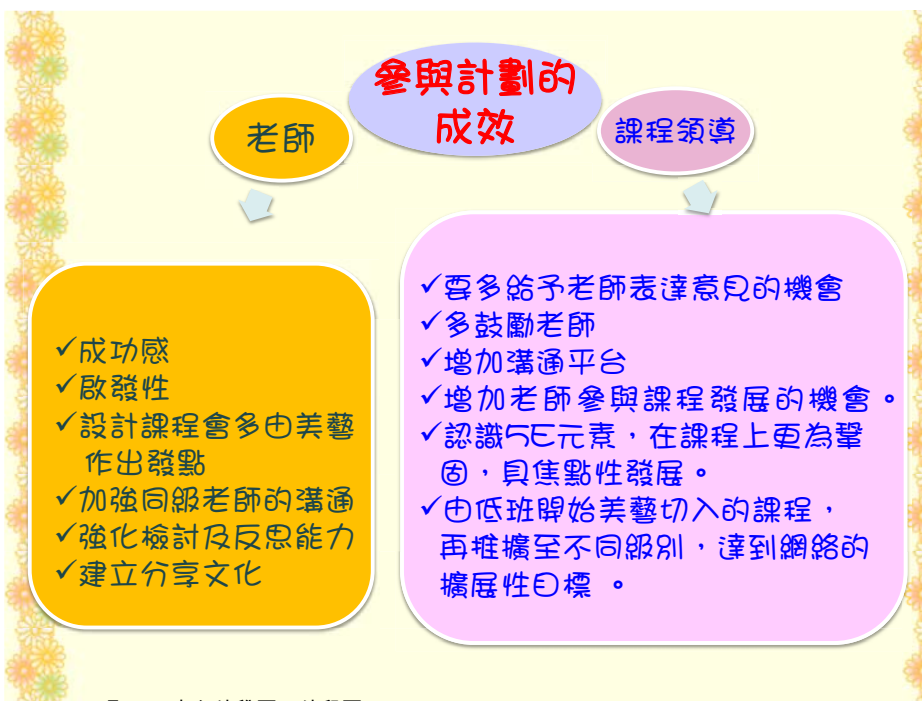 參與計劃的
成效
老師
課程領導
✓成功感
✓啟發性
✓設計課程會多由美藝
作出發點
✓加強同級老師的溝通
✓強化檢討及反思能力
✓建立分享文化
✓要多給予老師表達意見的機會
✓多鼓勵老師
✓增加溝通平台
✓增加老師參與課程發展的機會。
✓認識5E元素，在課程上更為鞏
固，具焦點性發展。
✓由低班開始美藝切入的課程，
再推擴至不同級別，達到網絡的
擴展性目標 。